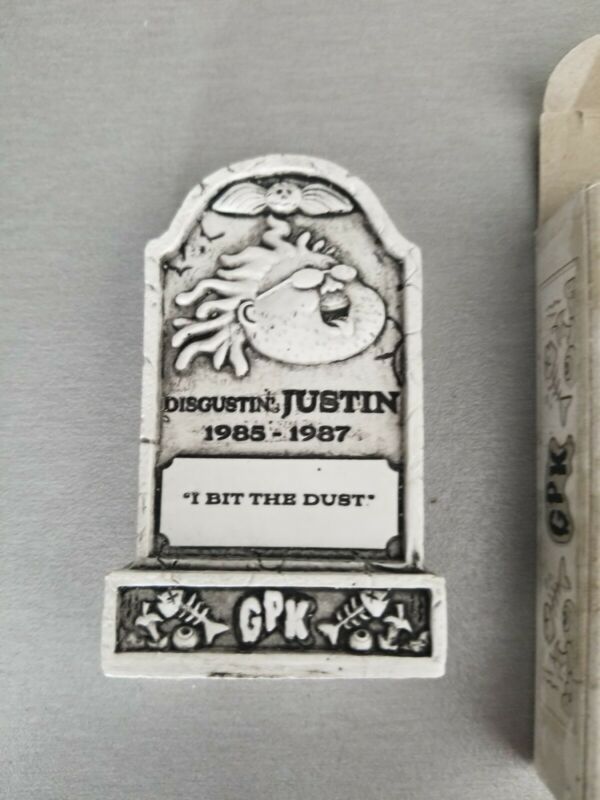 DISGUSTIN' JUSTIN
1985 - 1987
"I BIT THE DUST."
GPK
GPK